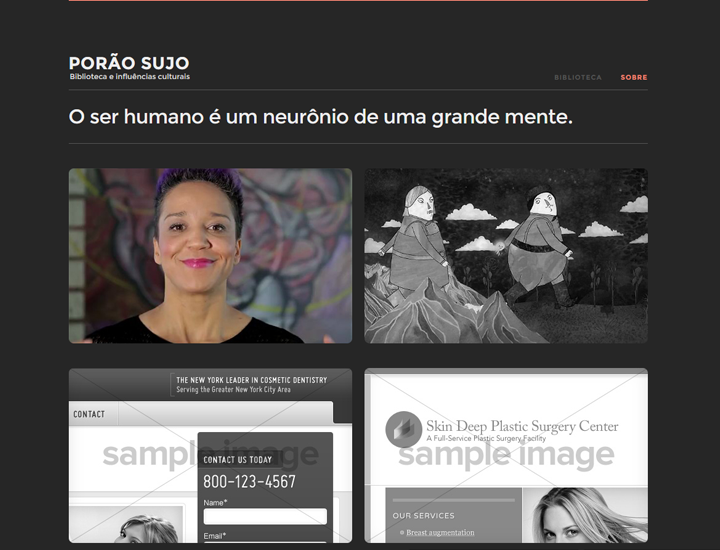 PORÃO SUJO
Biblioteca e influências culturais
BIBLIOTECA SOBRE
O ser humano é um neurônio de uma grande mente.
THE NEW YORK LEADER IN COSMETIC DENTISTRY
Serving the Greater New York City Area
CONTACT
sample image
CONTACT US TODAY
800-123-4567
Name*
Email*
Skin Deep Plastic Surgery Center
A Full-Service Plastic Surgery Facility
sample image
OUR SERVICES
Breast augmentation